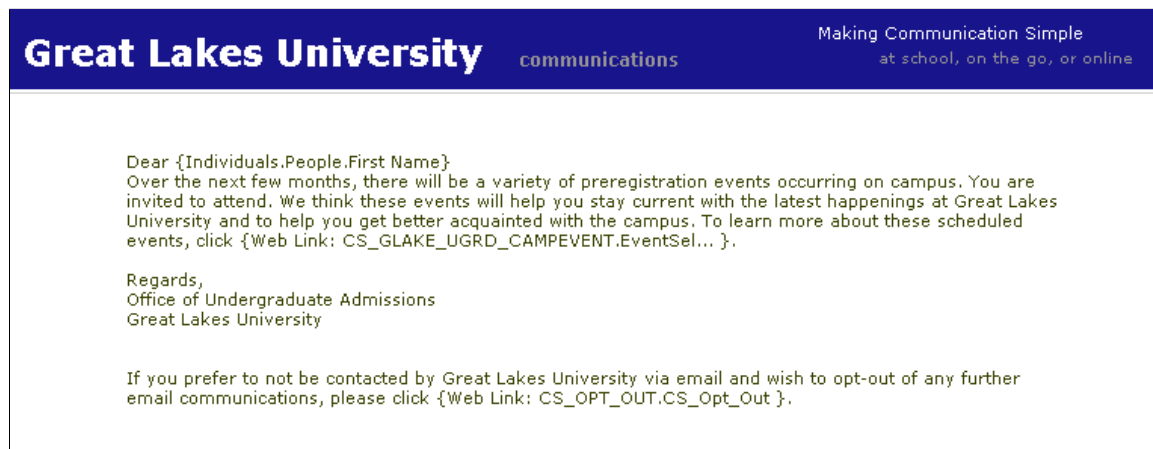 Great Lakes University communications
Making Communication Simple
at school, on the go, or online
Dear {Individuals.People.First Name}
Over the next few months, there will be a variety of preregistration events occurring on campus. You are
invited to attend. We think these events will help you stay current with the latest happenings at Great Lakes
University and to help you get better acquainted with the campus. To learn more about these scheduled
events, click {Web Link: CS_GLAKE_UGRD_CAMPEVENT.EventSel... }.
Regards,
Office of Undergraduate Admissions
Great Lakes University
If you prefer to not be contacted by Great Lakes University via email and wish to opt-out of any further
email communications, please click {Web Link: CS_OPT_OUT.CS_Opt_Out }.